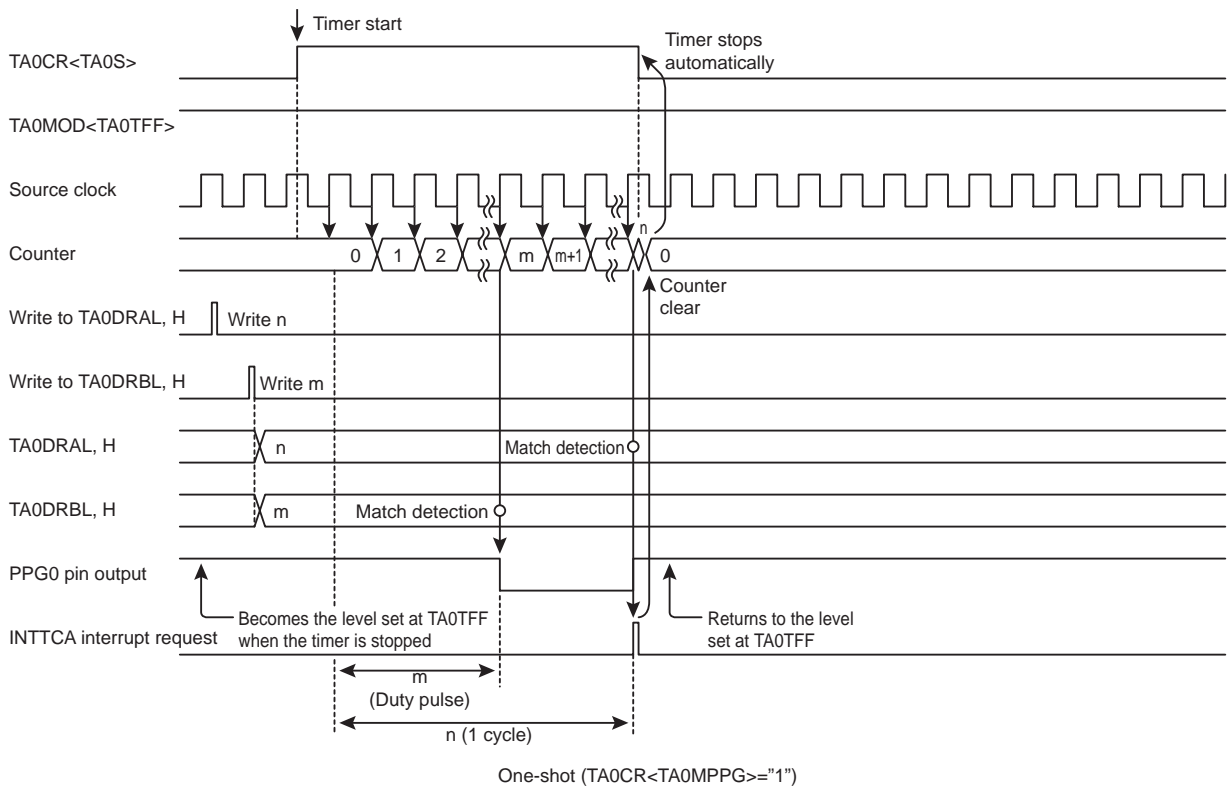 Timer start
TA0CR<TA0S>
Timer stops
automatically
TA0MOD<TA0TFF>
Source clock
n
Counter
0 1 2 m m+1 0
Counter
clear
Write to TA0DRAL, H
Write n
Write to TA0DRBL, H
Write m
TA0DRAL, H
n
Match detection
TA0DRBL, H
m
Match detection
PPG0 pin output
Becomes the level set at TA0TFF
when the timer is stopped
Returns to the level
set at TA0TFF
INTTCA interrupt request
m
(Duty pulse)
n (1 cycle)
One-shot (TA0CR<TA0MPPG>=”1”)